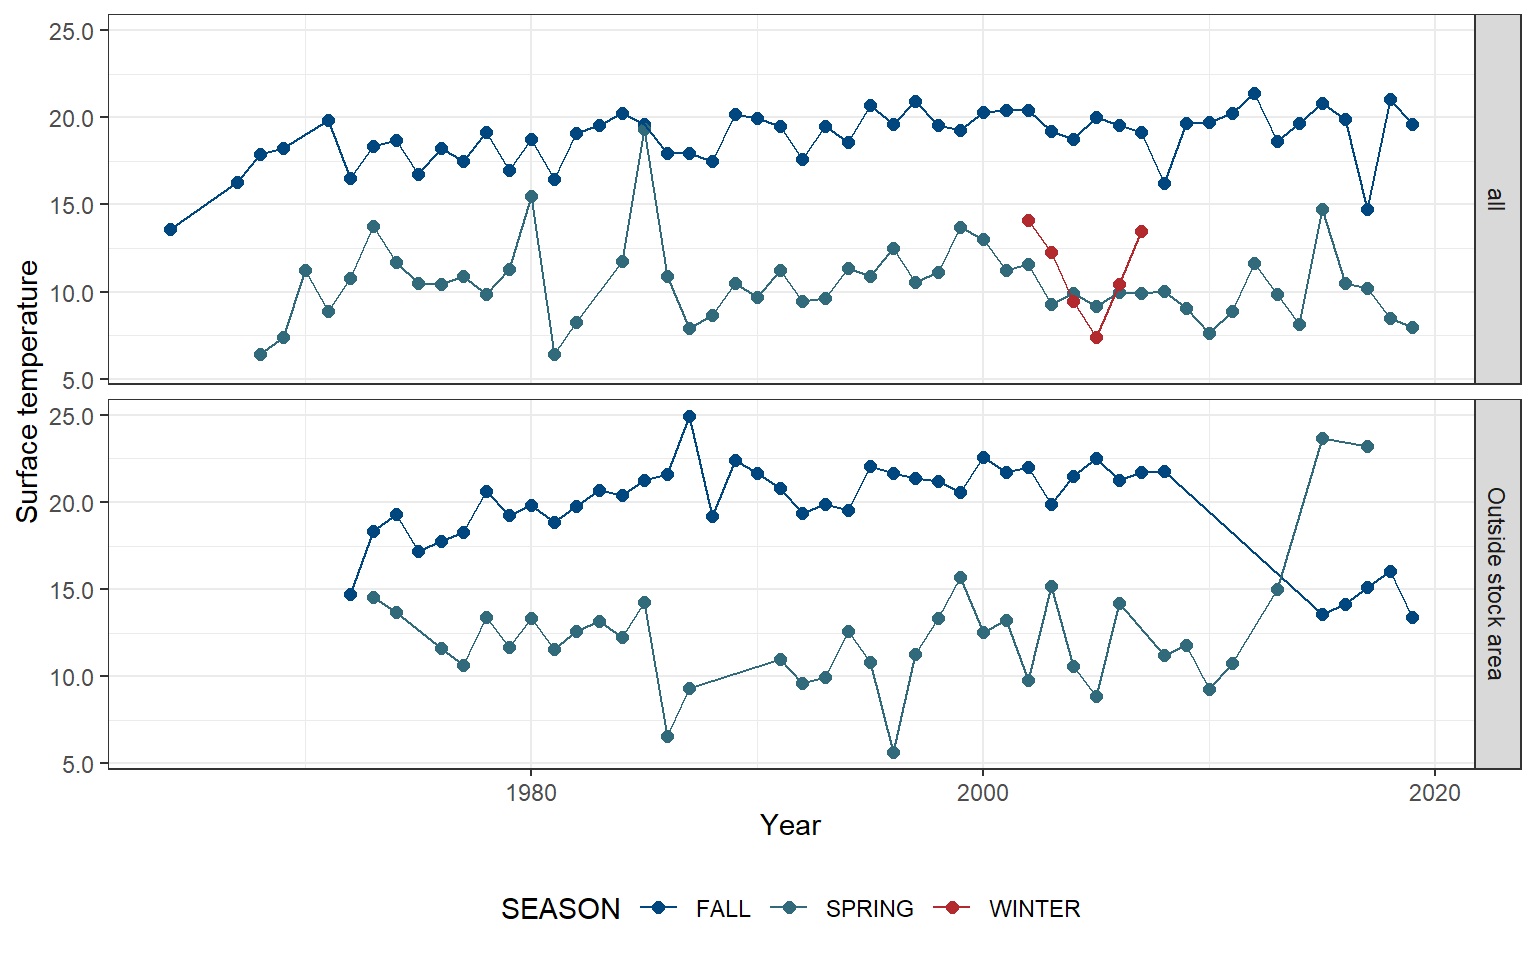 25.0
20.0
15.0
10.0
5.0
all
25.0
20.0
15.0
10.0
5.0
Outside stock area
Surface temperature
1980
2000
2020
Year
SEASON FALL SPRING WINTER